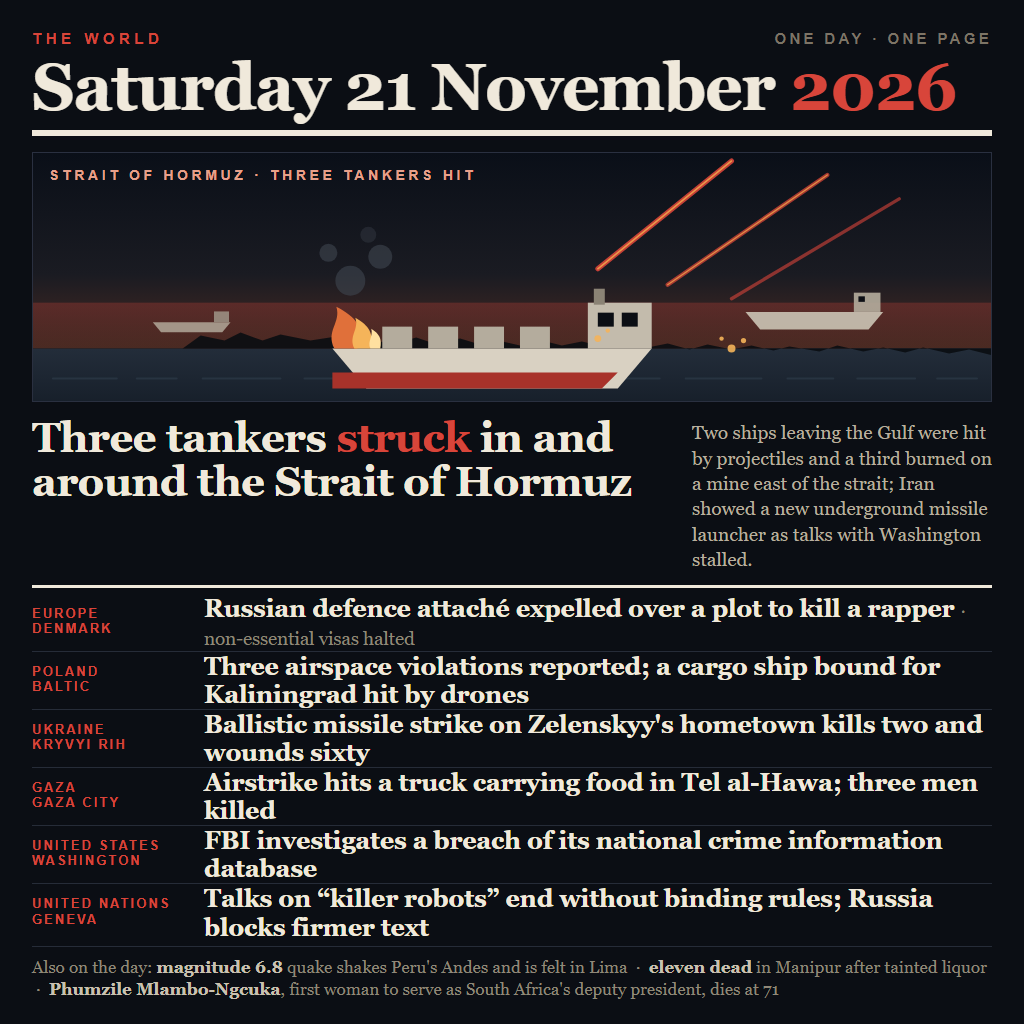 THE WORLD
ONE DAY · ONE PAGE
Saturday 21 November 2026
STRAIT OF HORMUZ · THREE TANKERS HIT
Three tankers struck in and
around the Strait of Hormuz
Two ships leaving the Gulf were hit
by projectiles and a third burned on
a mine east of the strait; Iran
showed a new underground missile
launcher as talks with Washington
stalled.
EUROPE
DENMARK
Russian defence attaché expelled over a plot to kill a rapper ·
non-essential visas halted
POLAND
BALTIC
Three airspace violations reported; a cargo ship bound for
Kaliningrad hit by drones
UKRAINE
KRYVYI RIH
Ballistic missile strike on Zelenskyy's hometown kills two and
wounds sixty
GAZA
GAZA CITY
Airstrike hits a truck carrying food in Tel al-Hawa; three men
killed
UNITED STATES
WASHINGTON
FBI investigates a breach of its national crime information
database
UNITED NATIONS
GENEVA
Talks on “killer robots” end without binding rules; Russia
blocks firmer text
Also on the day: magnitude 6.8 quake shakes Peru's Andes and is felt in Lima · eleven dead in Manipur after tainted liquor
· Phumzile Mlambo-Ngcuka, first woman to serve as South Africa's deputy president, dies at 71